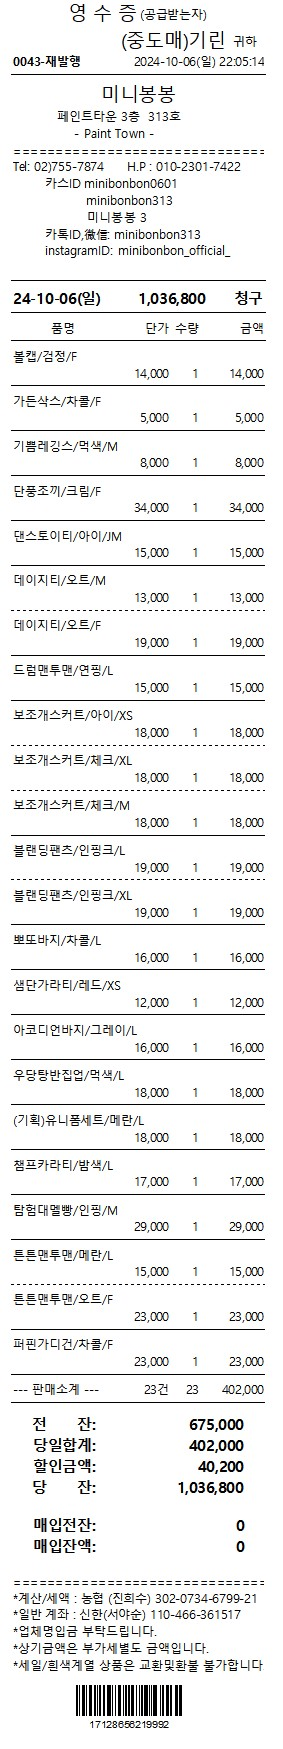 영 수 증 (공급받는자)
(중도매)기린 귀하
0043-재발행 2024-10-06(일) 22:05:14
미니봉봉
페인트타운 3층 313호
- Paint Town -
==============================
Tel: 02)755-7874 H.P : 010-2301-7422
카스ID minibonbon0601
minibonbon313
미니봉봉 3
카톡ID,微信: minibonbon313
instagramID: minibonbon_official_
24-10-06(일) 1,036,800 청구
품명 단가 수량 금액
볼캡/검정/F
14,000 1 14,000
가든삭스/차콜/F
5,000 1 5,000
기쁨레깅스/먹색/M
8,000 1 8,000
단풍조끼/크림/F
34,000 1 34,000
댄스토이티/아이/JM
15,000 1 15,000
데이지티/오트/M
13,000 1 13,000
데이지티/오트/F
19,000 1 19,000
드럼맨투맨/연핑/L
15,000 1 15,000
보조개스커트/아이/XS
18,000 1 18,000
보조개스커트/체크/XL
18,000 1 18,000
보조개스커트/체크/M
18,000 1 18,000
블랜딩팬츠/인핑크/L
19,000 1 19,000
블랜딩팬츠/인핑크/XL
19,000 1 19,000
뽀또바지/차콜/L
16,000 1 16,000
샘단가라티/레드/XS
12,000 1 12,000
아코디언바지/그레이/L
16,000 1 16,000
우당탕반집업/먹색/L
18,000 1 18,000
(기획)유니폼세트/메란/L
18,000 1 18,000
챔프카라티/밤색/L
17,000 1 17,000
탐험대멜빵/인핑/M
29,000 1 29,000
튼튼맨투맨/메란/L
15,000 1 15,000
튼튼맨투맨/오트/F
23,000 1 23,000
퍼핀가디건/차콜/F
23,000 1 23,000
--- 판매소계 --- 23건 23 402,000
전 잔: 675,000
당일합계: 402,000
할인금액: 40,200
당 잔: 1,036,800
매입전잔: 0
매입잔액: 0
==============================
*계산/세액 : 농협 (진희수) 302-0734-6799-21
*일반 계좌 : 신한(서야순) 110-466-361517
*업체명입금 부탁드립니다.
*상기금액은 부가세별도 금액입니다.
*세일/흰색계열 상품은 교환및환불 불가합니다
17128656219992